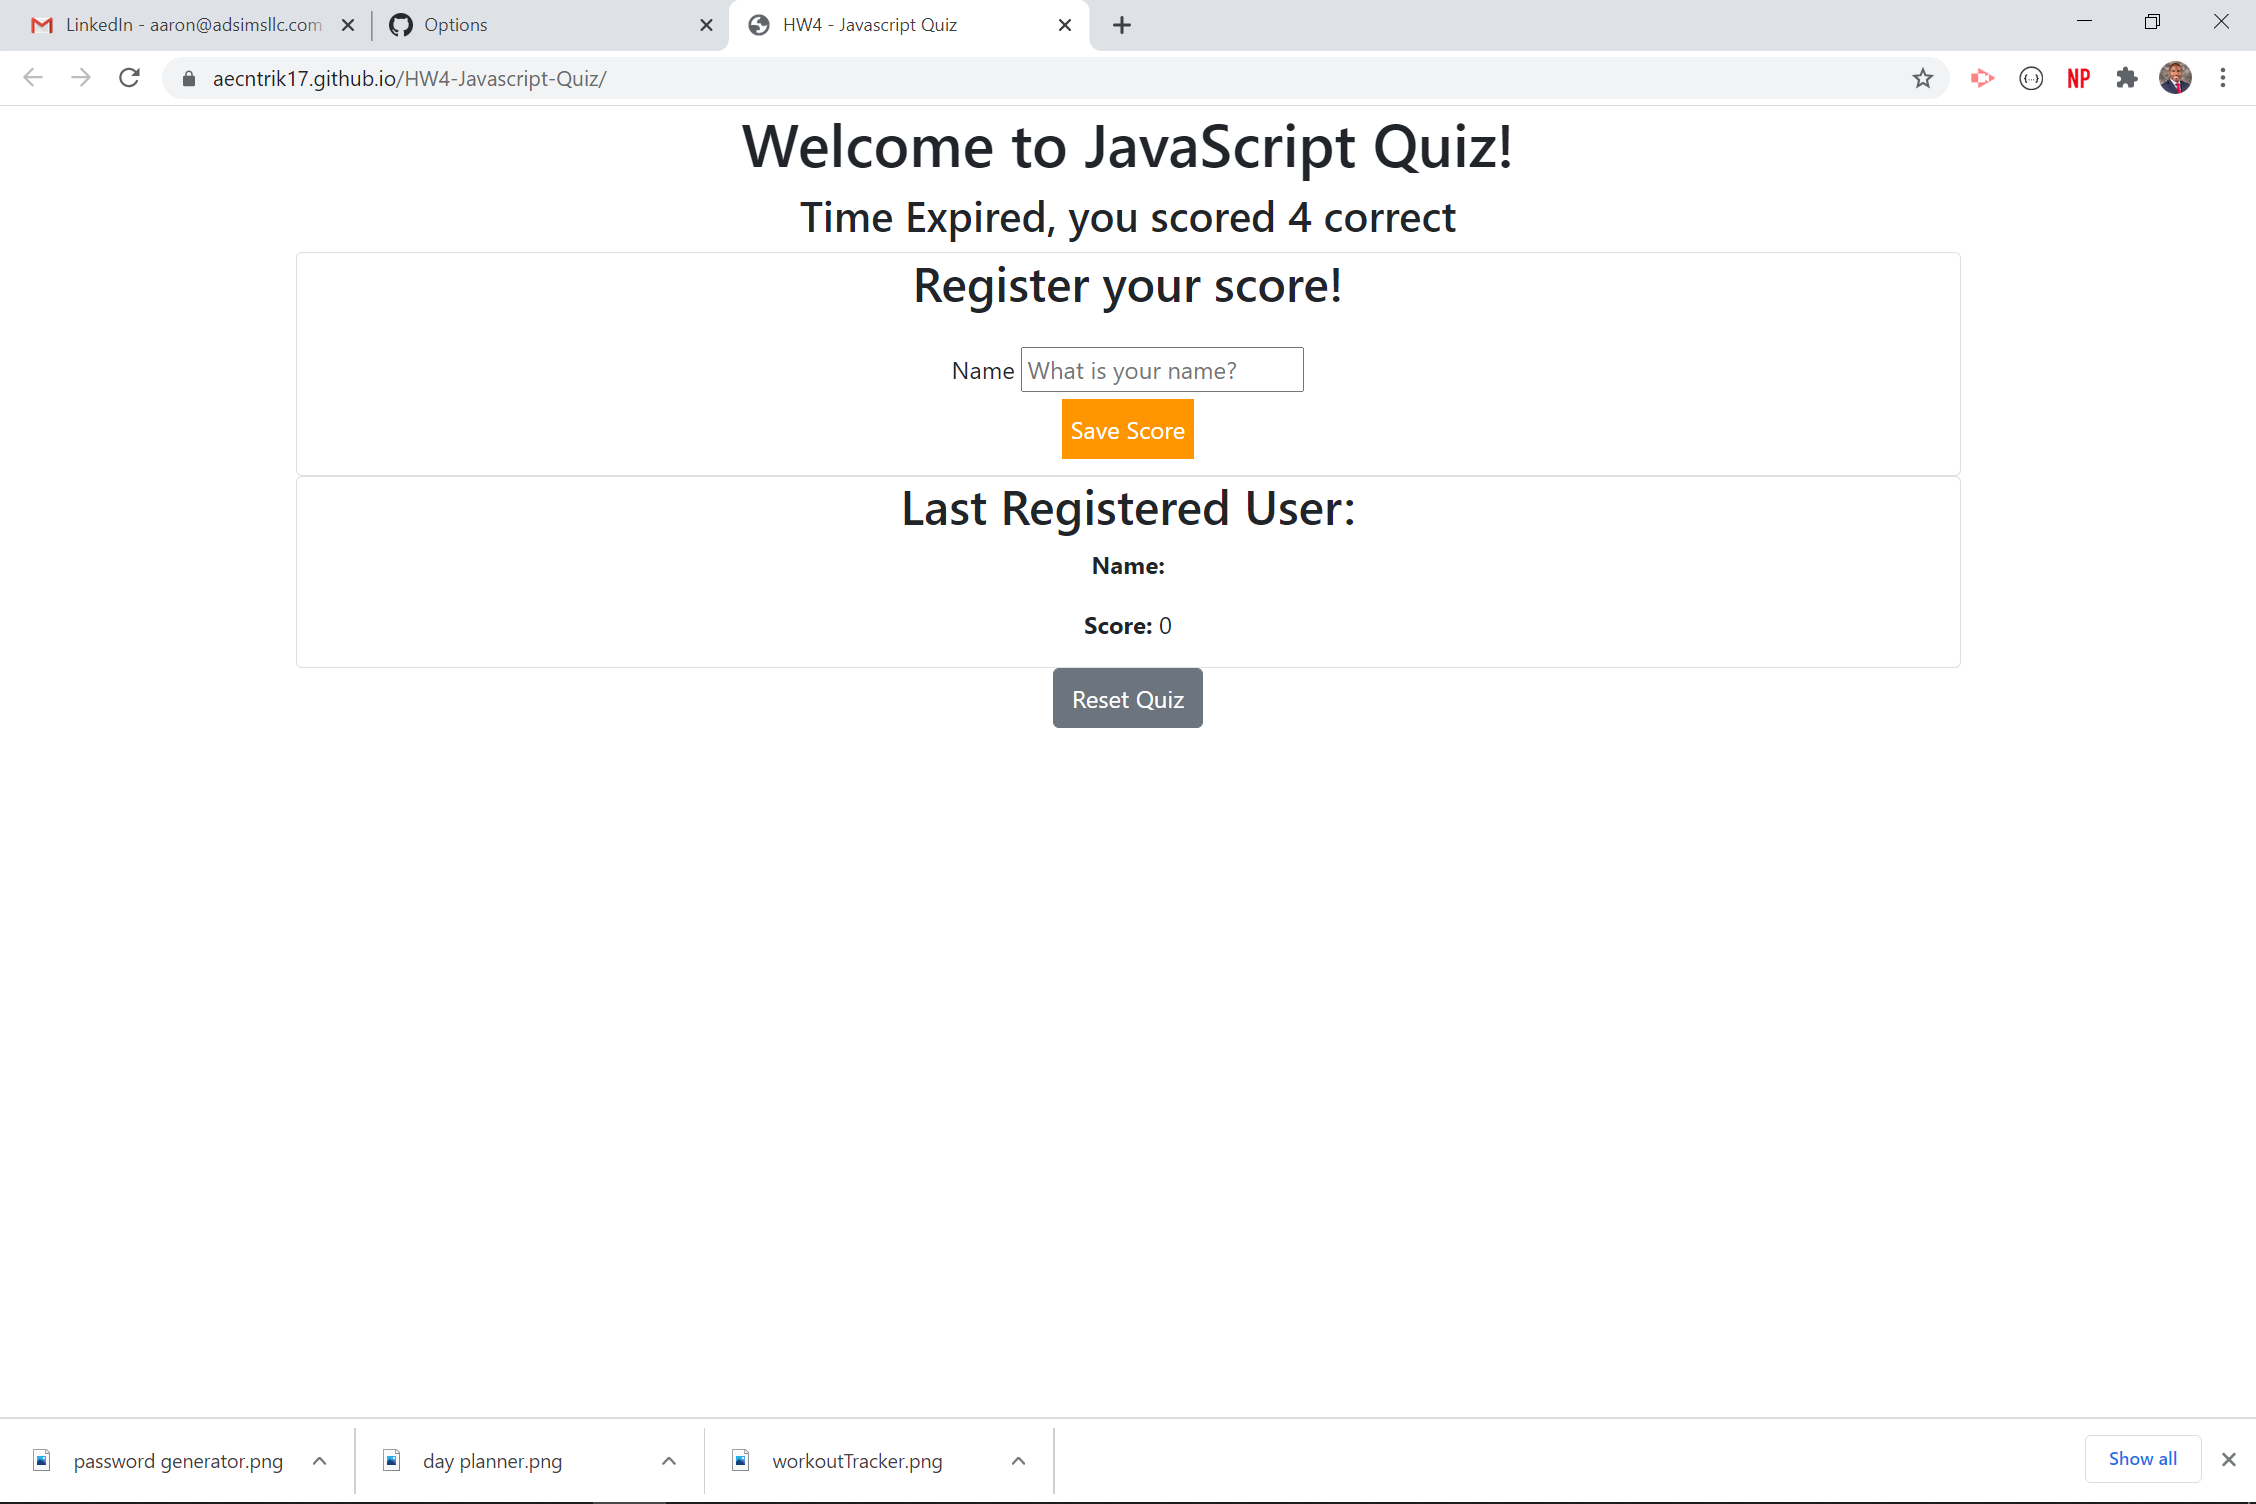 LinkedIn - aaron@adsimsllc.com
Options
HW4 - Javascript Quiz
aecntrik17.github.io/HW4-Javascript-Quiz/
NP
Welcome to JavaScript Quiz!
Time Expired, you scored 4 correct
Register your score!
Name What is your name?
Save Score
Last Registered User:
Name:
Score: 0
Reset Quiz
password generator.png
day planner.png
workoutTracker.png
Show all